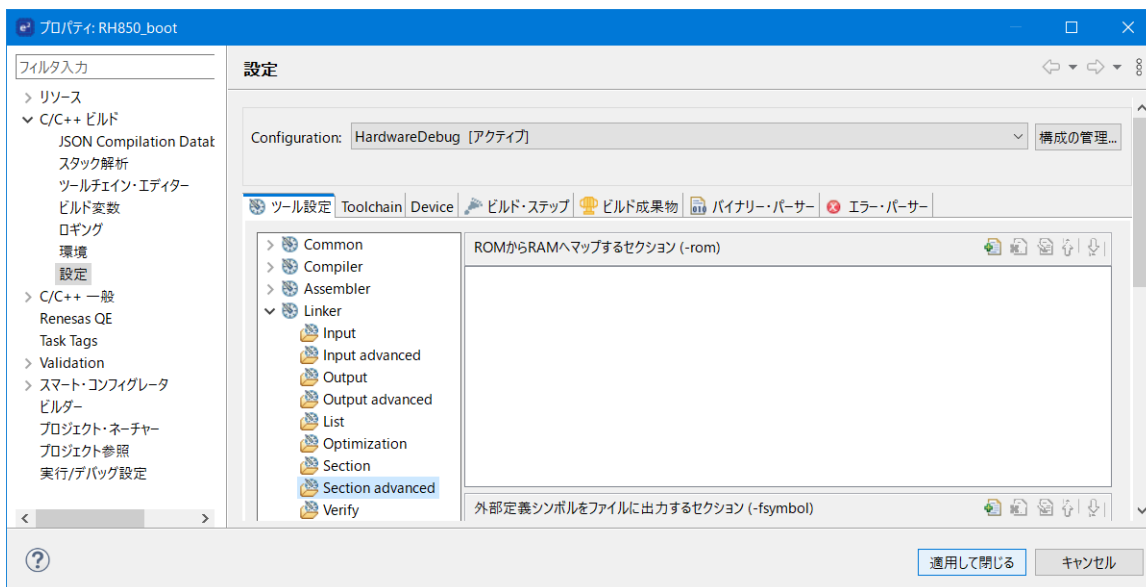 e² プロパティ: RH850_boot
フィルタ入力
リソース
C/C++ ビルド
JSON Compilation Datab
スタック解析
ツールチェイン・エディター
ビルド変数
ロギング
環境
設定
C/C++ 一般
Renesas QE
Task Tags
Validation
スマート・コンフィグレータ
ビルダー
プロジェクト・ネーチャー
プロジェクト参照
実行/デバッグ設定
設定
Configuration: HardwareDebug [アクティブ] 構成の管理...
ツール設定 Toolchain Device ビルド・ステップ ビルド成果物 バイナリー・パーサー エラー・パーサー
Common
Compiler
Assembler
Linker
Input
Input advanced
Output
Output advanced
List
Optimization
Section
Section advanced
Verify
ROMからRAMへマップするセクション (-rom)
外部定義シンボルをファイルに出力するセクション (-fsymbol)
適用して閉じる キャンセル